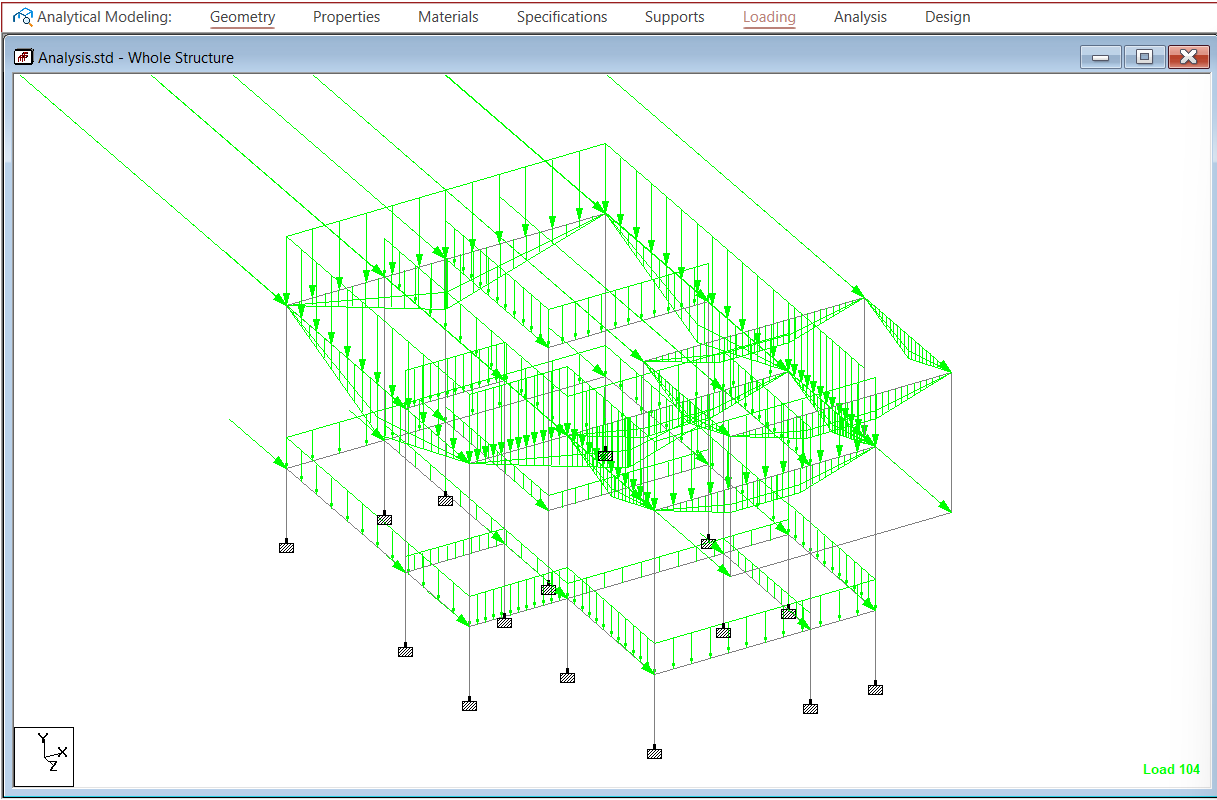 Analytical Modeling: Geometry Properties Materials Specifications Supports Loading Analysis Design
Analysis.std - Whole Structure
Y
X
Z
Load 104